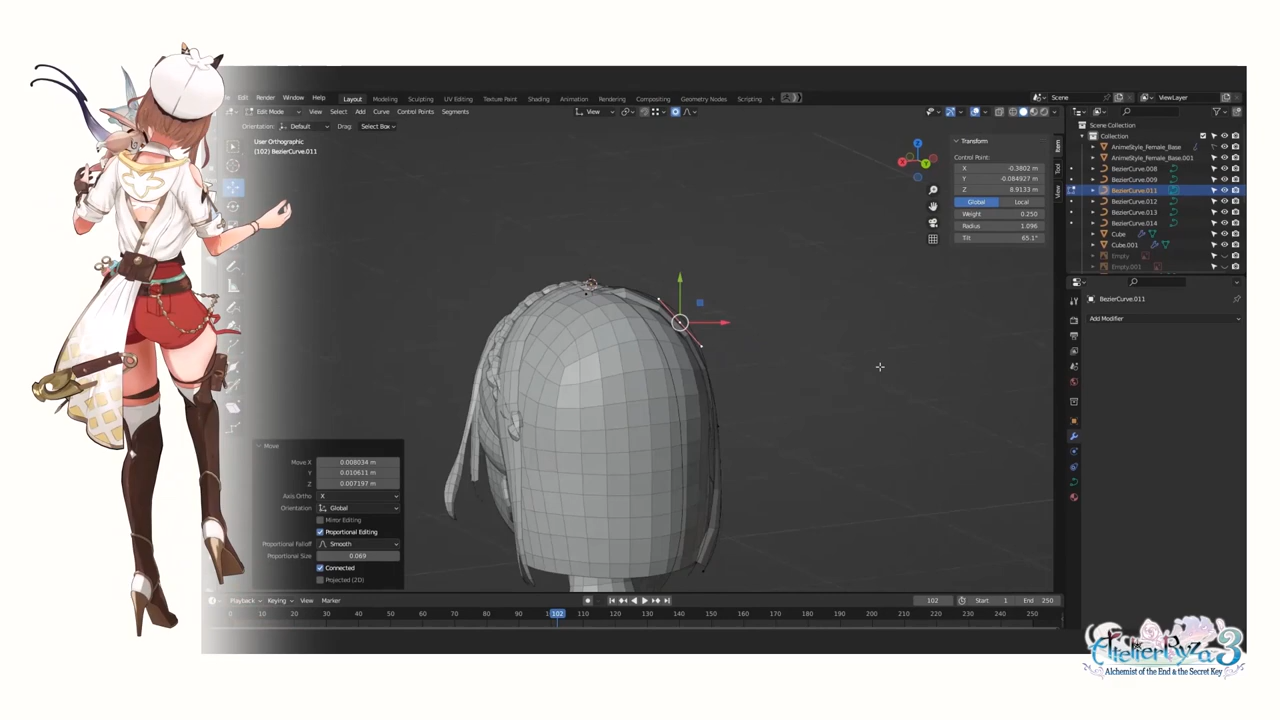 Edit Render Window Help Layout Modeling Sculpting UV Editing Texture Paint Shading Animation Rendering Compositing Geometry Nodes Scripting + Scene ViewLayer
Edit Mode View Select Add Curve Control Points Segments View
Orientation: Default Drag: Select Box
User Orthographic
(102) BezierCurve.011
Transform
Control Point:
X -0.3802 m
Y -0.084927 m
Z 8.9133 m
Global Local
Weight 0.250
Radius 1.096
Tilt 65.1°
Item
Tool
View
Scene Collection
Collection
AnimeStyle_Female_Base
AnimeStyle_Female_Base.001
BezierCurve.008
BezierCurve.009
BezierCurve.011
BezierCurve.012
BezierCurve.013
BezierCurve.014
Cube
Cube.001
Empty
Empty.001
BezierCurve.011
Add Modifier
Move
Move X 0.008034 m
Y 0.010611 m
Z 0.007197 m
Axis Ortho X
Orientation Global
Mirror Editing
Proportional Editing
Proportional Falloff Smooth
Proportional Size 0.069
Connected
Projected (2D)
Playback Keying View Marker 102 Start 1 End 250
0 10 20 30 40 50 60 70 80 90 102 110 120 130 140 150 160 170 180 190 200 210 220 230 240 250
Atelier Ryza 3
Alchemist of the End & the Secret Key